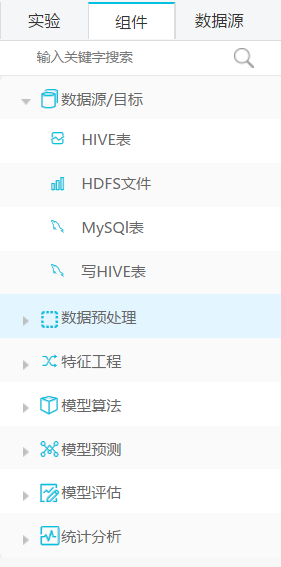 实验 组件 数据源
输入关键字搜索
数据源/目标
HIVE表
HDFS文件
MySQl表
写HIVE表
数据预处理
特征工程
模型算法
模型预测
模型评估
统计分析